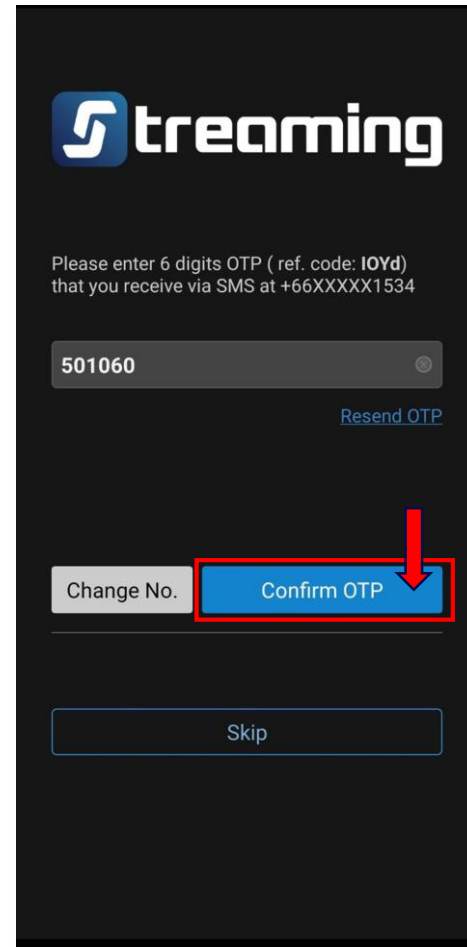 Streaming
Please enter 6 digits OTP ( ref. code: IOYd)
that you receive via SMS at +66XXXXX1534
501060
Resend OTP
Change No.
Confirm OTP
Skip